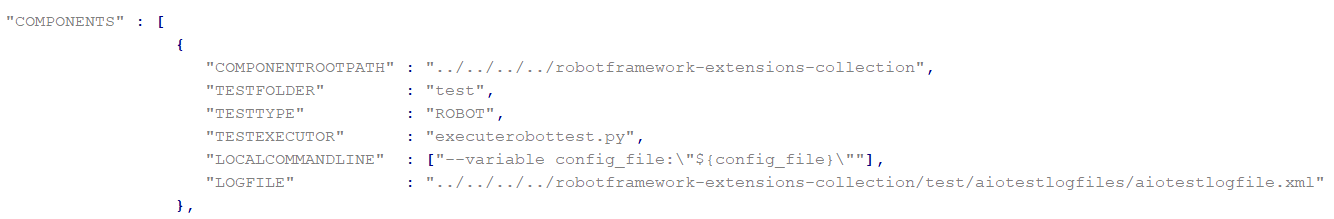 "COMPONENTS" : [
{
"COMPONENTROOTPATH" : "../../../../robotframework-extensions-collection",
"TESTFOLDER" : "test",
"TESTTYPE" : "ROBOT",
"TESTEXECUTOR" : "executerobottest.py",
"LOCALCOMMANDLINE" : ["--variable config_file:\"${config_file}\""],
"LOGFILE" : "../../../../robotframework-extensions-collection/test/aiotestlogfiles/aiotestlogfile.xml"
},